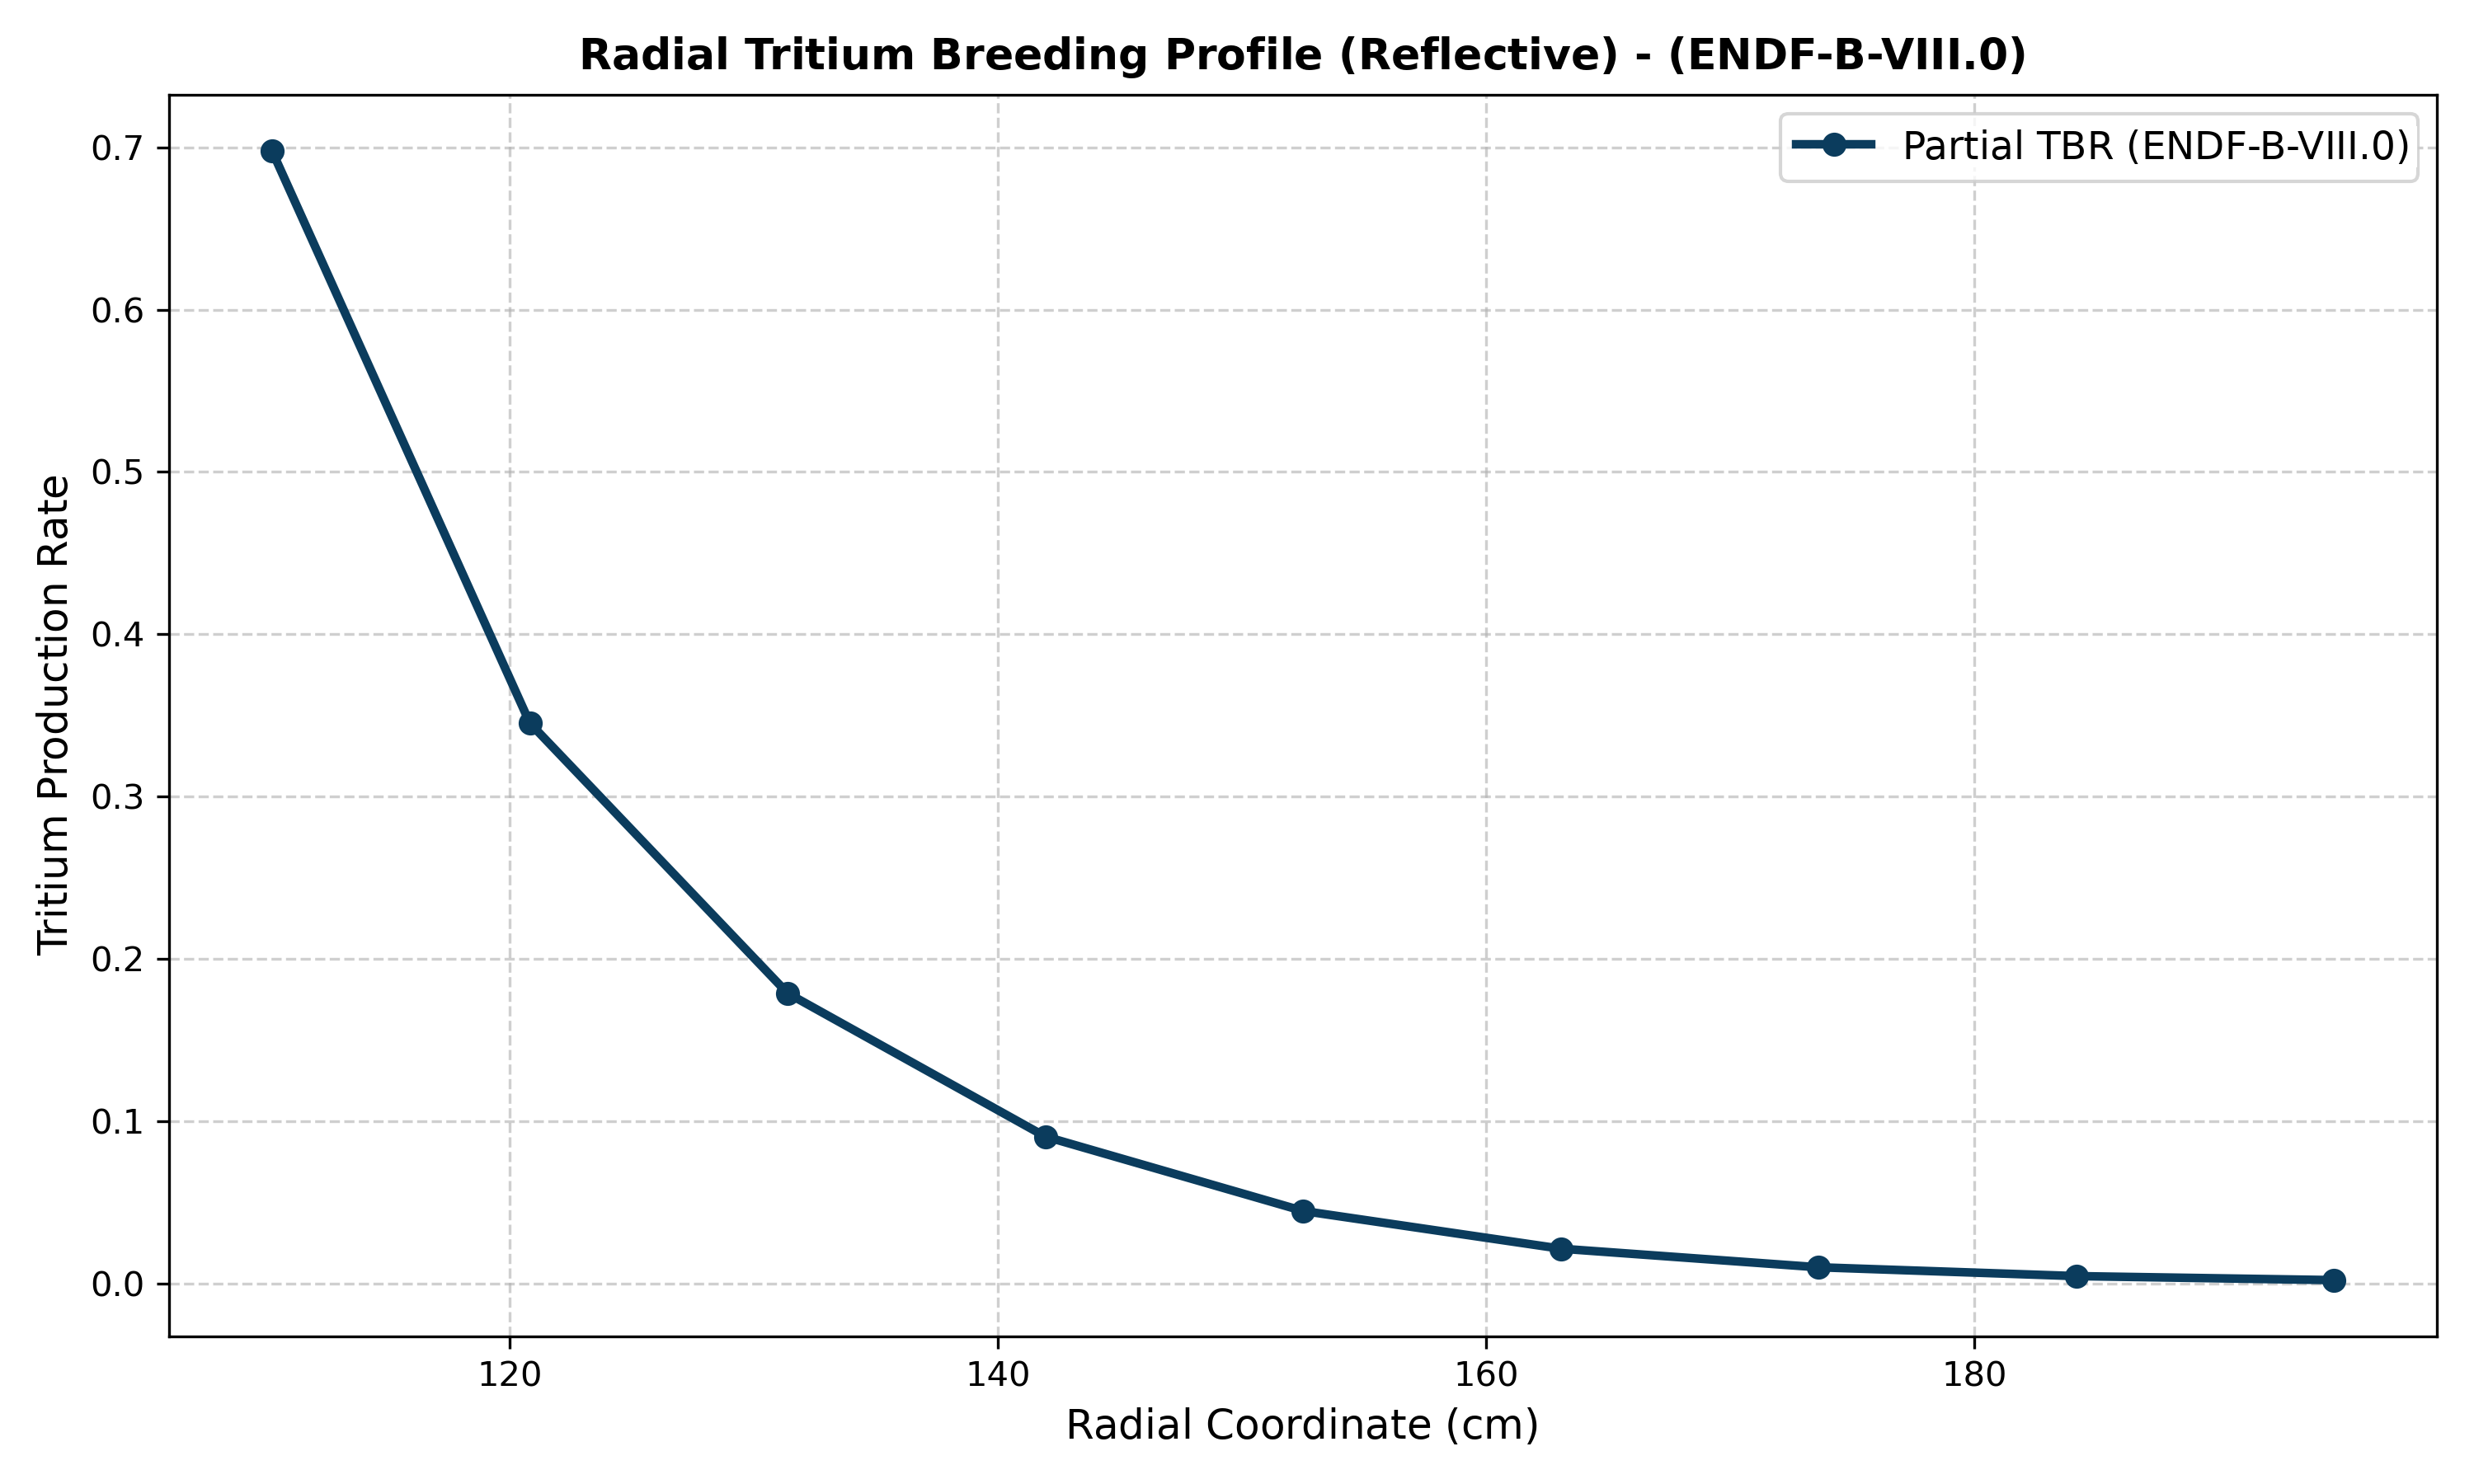 Radial Tritium Breeding Profile (Reflective) - (ENDF-B-VIII.0)
Partial TBR (ENDF-B-VIII.0)
Tritium Production Rate
0.7
0.6
0.5
0.4
0.3
0.2
0.1
0.0
120 140 160 180
Radial Coordinate (cm)